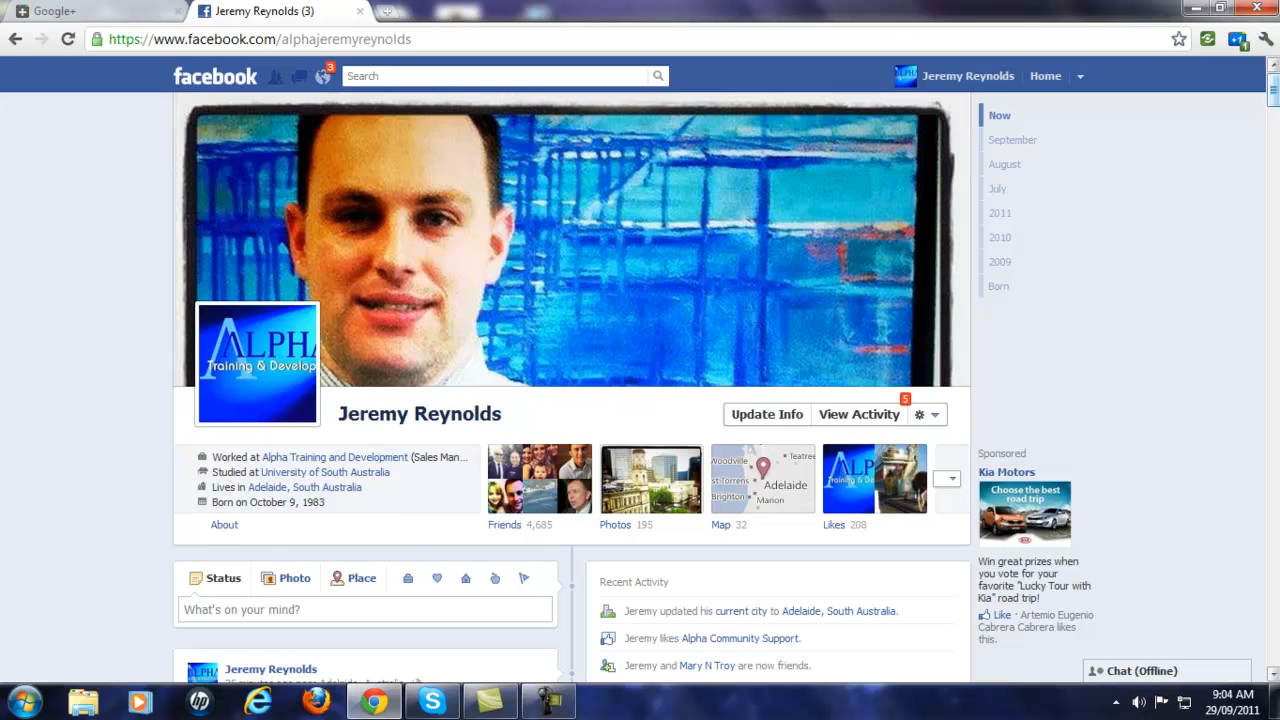 Google+
Jeremy Reynolds (3)
https://www.facebook.com/alphajeremyreynolds
facebook
3
Search
Jeremy Reynolds
Home
Now
September
August
July
2011
2010
2009
Born
ALPHA
Training & Develop
Jeremy Reynolds
Update Info
View Activity
5
Worked at Alpha Training and Development (Sales Man...
Studied at University of South Australia
Lives in Adelaide, South Australia
Born on October 9, 1983
About
Friends 4,685
Photos 195
Woodville
Teatree
st Torrens
Adelaide
Brighton
Marion
Map 32
ALPH
Training & De
Likes 208
Sponsored
Kia Motors
Choose the best
road trip
Win great prizes when
you vote for your
favorite "Lucky Tour with
Kia" road trip!
Like · Artemio Eugenio
Cabrera Cabrera likes
this.
Status
Photo
Place
What's on your mind?
Recent Activity
Jeremy updated his current city to Adelaide, South Australia.
Jeremy likes Alpha Community Support.
Jeremy and Mary N Troy are now friends.
Jeremy Reynolds
Chat (Offline)
9:04 AM
29/09/2011